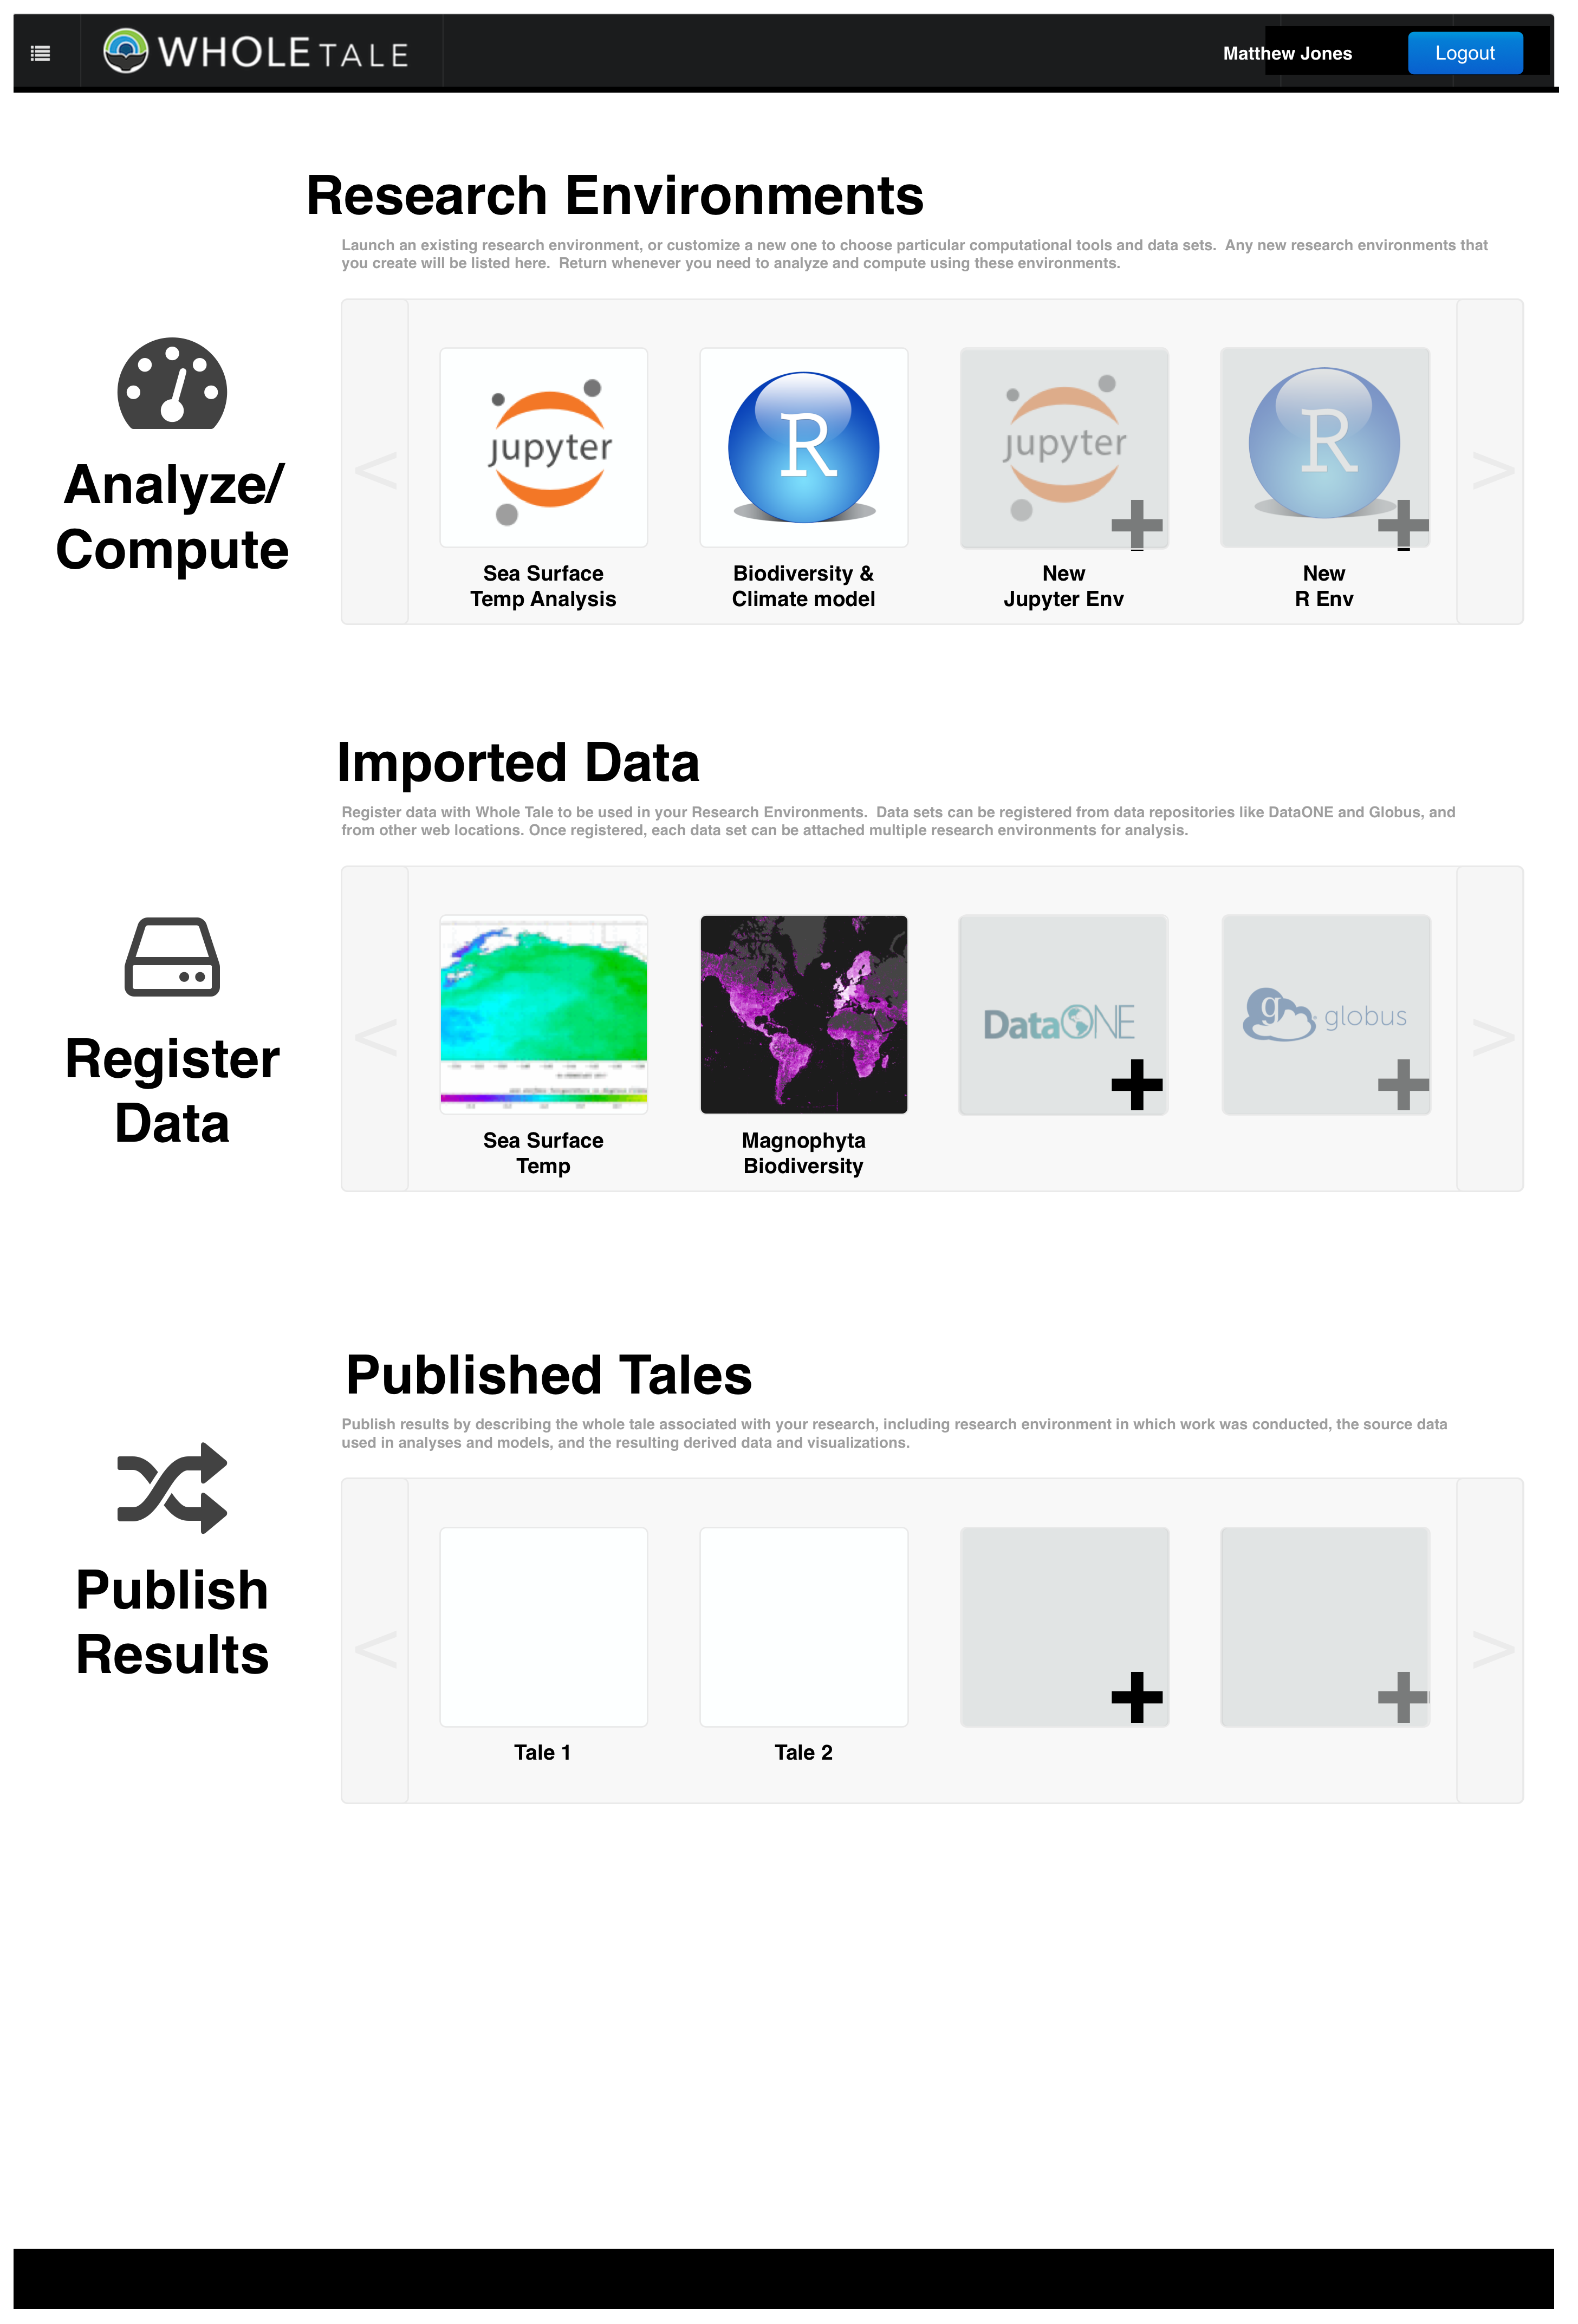 WHOLE TALE
Matthew Jones
Logout
Research Environments
Launch an existing research environment, or customize a new one to choose particular computational tools and data sets.  Any new research environments that
you create will be listed here.  Return whenever you need to analyze and compute using these environments.
Analyze/
Compute
<
jupyter
R
jupyter
R
>
Sea Surface
Temp Analysis
Biodiversity &
Climate model
New
Jupyter Env
New
R Env
Imported Data
Register data with Whole Tale to be used in your Research Environments.  Data sets can be registered from data repositories like DataONE and Globus, and
from other web locations. Once registered, each data set can be attached multiple research environments for analysis.
Register
Data
<
DataONE
g globus
>
Sea Surface
Temp
Magnophyta
Biodiversity
Published Tales
Publish results by describing the whole tale associated with your research, including research environment in which work was conducted, the source data
used in analyses and models, and the resulting derived data and visualizations.
Publish
Results
<
>
Tale 1
Tale 2